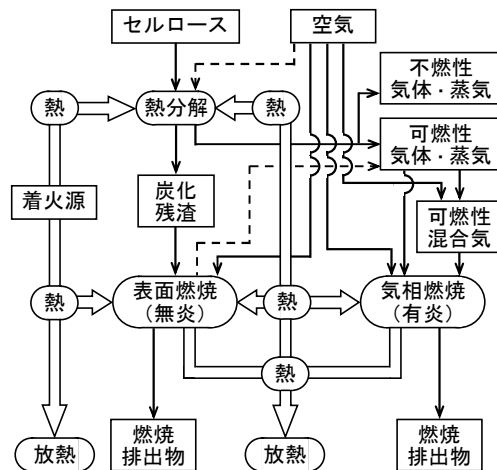 セルロース
空気
不燃性
気体・蒸気
熱
熱分解
熱
可燃性
気体・蒸気
着火源
炭化
残渣
可燃性
混合気
熱
表面燃焼
(無炎)
熱
気相燃焼
(有炎)
熱
放熱
燃焼
排出物
放熱
燃焼
排出物